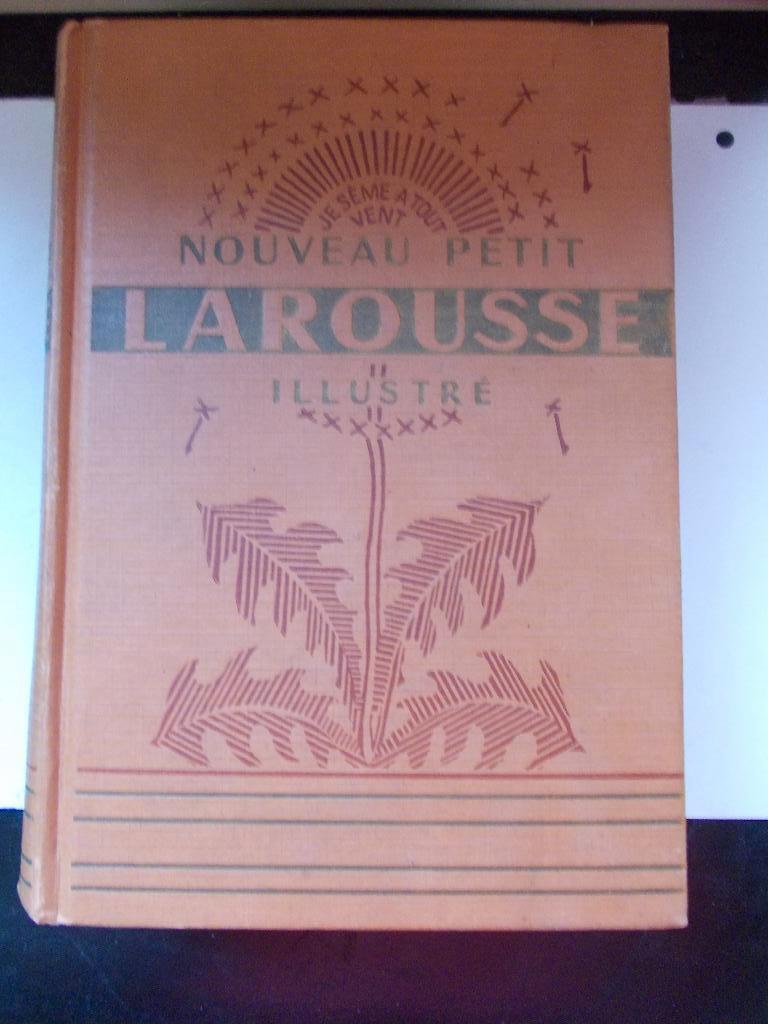 JE SÈME A TOUT
VENT
NOUVEAU PETIT
LAROUSSE
ILLUSTRÉ